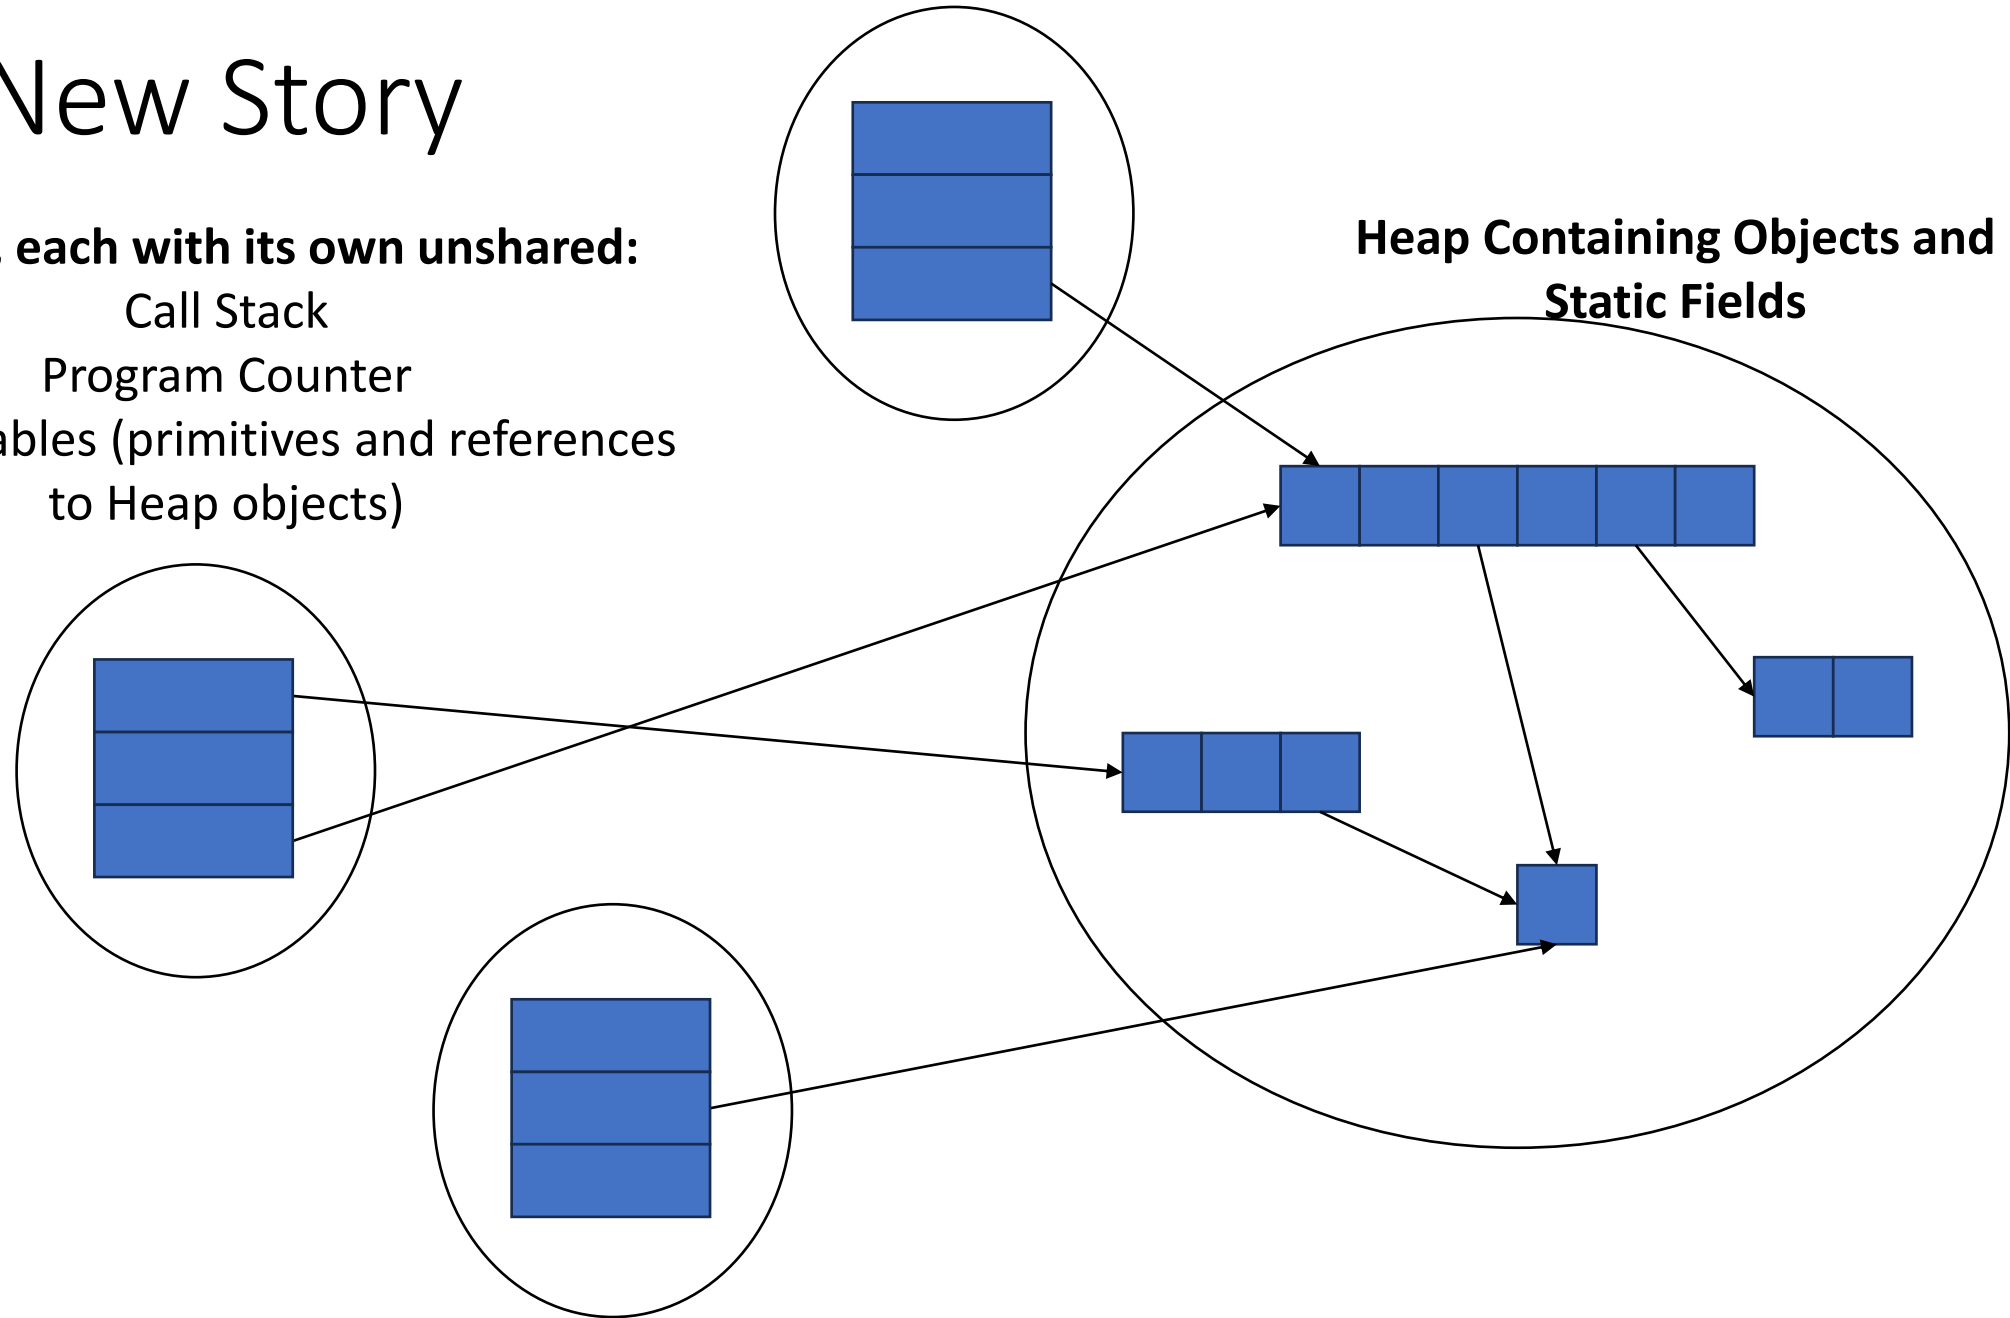 New Story
each with its own unshared:
Call Stack
Program Counter
ables (primitives and references
to Heap objects)
Heap Containing Objects and
Static Fields